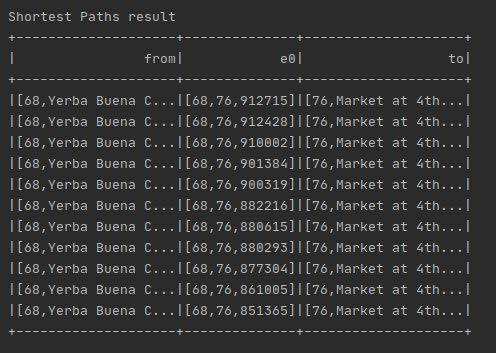 Shortest Paths result
+--------------------+--------------+--------------------+
|                from|            e0|                  to|
+--------------------+--------------+--------------------+
|[68,Yerba Buena C...|[68,76,912715]|[76,Market at 4th...|
|[68,Yerba Buena C...|[68,76,912428]|[76,Market at 4th...|
|[68,Yerba Buena C...|[68,76,910002]|[76,Market at 4th...|
|[68,Yerba Buena C...|[68,76,901384]|[76,Market at 4th...|
|[68,Yerba Buena C...|[68,76,900319]|[76,Market at 4th...|
|[68,Yerba Buena C...|[68,76,882216]|[76,Market at 4th...|
|[68,Yerba Buena C...|[68,76,880615]|[76,Market at 4th...|
|[68,Yerba Buena C...|[68,76,880293]|[76,Market at 4th...|
|[68,Yerba Buena C...|[68,76,877304]|[76,Market at 4th...|
|[68,Yerba Buena C...|[68,76,861005]|[76,Market at 4th...|
|[68,Yerba Buena C...|[68,76,851365]|[76,Market at 4th...|
+--------------------+--------------+--------------------+